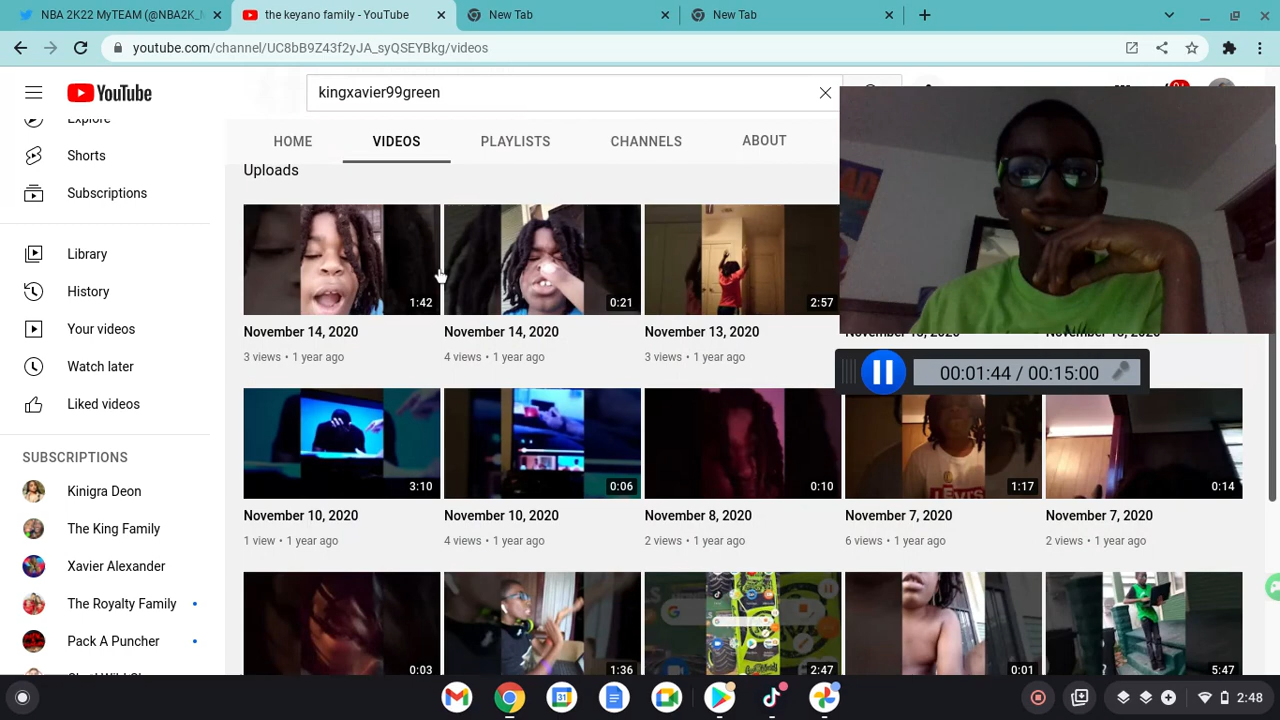 NBA 2K22 MyTEAM (@NBA2K_M
the keyano family - YouTube
New Tab
New Tab
youtube.com/channel/UC8bB9Z43f2yJA_syQSEYBkg/videos
YouTube
kingxavier99green
9+
Explore
HOME
VIDEOS
PLAYLISTS
CHANNELS
ABOUT
Shorts
Uploads
Subscriptions
Library
History
Your videos
Watch later
Liked videos
SUBSCRIPTIONS
Kinigra Deon
The King Family
Xavier Alexander
The Royalty Family
Pack A Puncher
1:42
0:21
2:57
November 14, 2020
November 14, 2020
November 13, 2020
3 views • 1 year ago
4 views • 1 year ago
3 views • 1 year ago
00:01:44 / 00:15:00
LEVI'S
3:10
0:06
0:10
1:17
0:14
November 10, 2020
November 10, 2020
November 8, 2020
November 7, 2020
November 7, 2020
1 view • 1 year ago
4 views • 1 year ago
2 views • 1 year ago
6 views • 1 year ago
2 views • 1 year ago
0:03
1:36
2:47
0:01
5:47
31
2:48